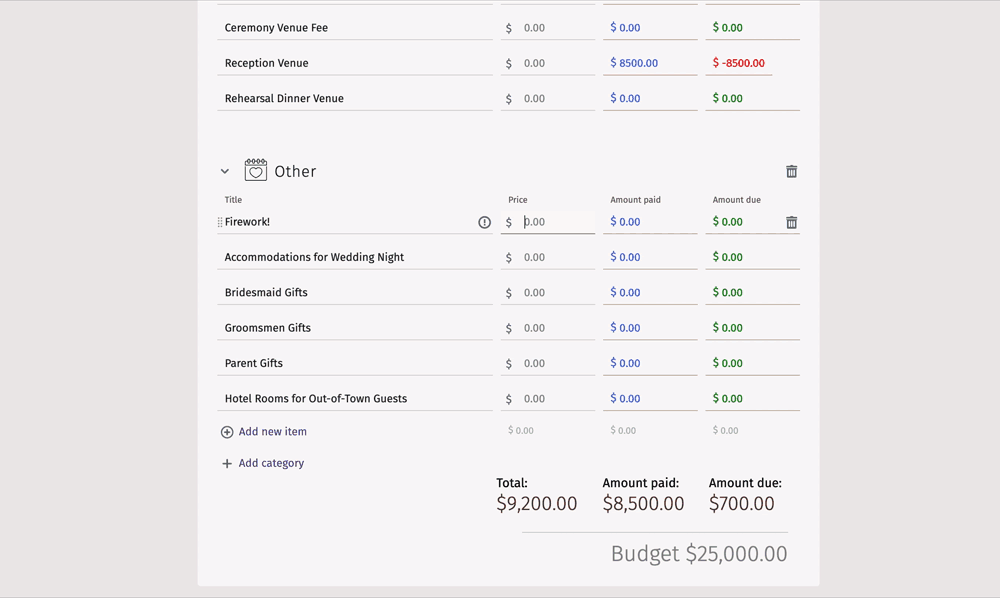 Ceremony Venue Fee $ 0.00 $ 0.00 $ 0.00
Reception Venue $ 0.00 $ 8500.00 $ -8500.00
Rehearsal Dinner Venue $ 0.00 $ 0.00 $ 0.00
Other
Title Price Amount paid Amount due
Firework! $ 0.00 $ 0.00 $ 0.00
Accommodations for Wedding Night $ 0.00 $ 0.00 $ 0.00
Bridesmaid Gifts $ 0.00 $ 0.00 $ 0.00
Groomsmen Gifts $ 0.00 $ 0.00 $ 0.00
Parent Gifts $ 0.00 $ 0.00 $ 0.00
Hotel Rooms for Out-of-Town Guests $ 0.00 $ 0.00 $ 0.00
Add new item $ 0.00 $ 0.00 $ 0.00
Add category
Total: Amount paid: Amount due:
$9,200.00 $8,500.00 $700.00
Budget $25,000.00